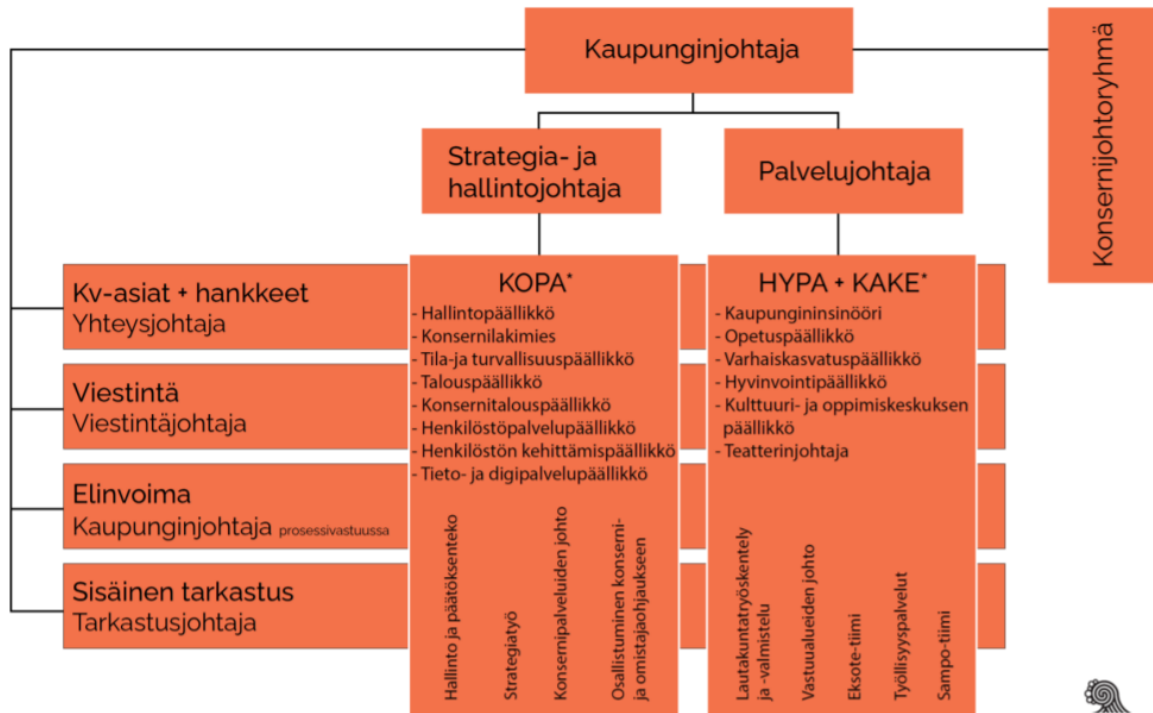 Kaupunginjohtaja
Konsernijohtoryhmä
Strategia- ja
hallintojohtaja
Palvelujohtaja
Kv-asiat + hankkeet
Yhteysjohtaja
Viestintä
Viestintäjohtaja
Elinvoima
Kaupunginjohtaja prosessivastuussa
Sisäinen tarkastus
Tarkastusjohtaja
KOPA*
- Hallintopäällikkö
- Konsernilakimies
- Tila-ja turvallisuuspäällikkö
- Talouspäällikkö
- Konsernitalouspäällikkö
- Henkilöstöpalvelupäällikkö
- Henkilöstön kehittämispäällikkö
- Tieto- ja digipalvelupäällikkö
Hallinto ja päätöksenteko
Strategiatyö
Konsernipalveluiden johto
Osallistuminen konserni-
ja omistajaohjaukseen
HYPA + KAKE*
- Kaupungininsinööri
- Opetuspäällikkö
- Varhaiskasvatuspäällikkö
- Hyvinvointipäällikkö
- Kulttuuri- ja oppimiskeskuksen
päällikkö
- Teatterinjohtaja
Lautakuntatryöskentely
ja -valmistelu
Vastuualueiden johto
Eksote-tiimi
Työllisyyspalvelut
Sampo-tiimi